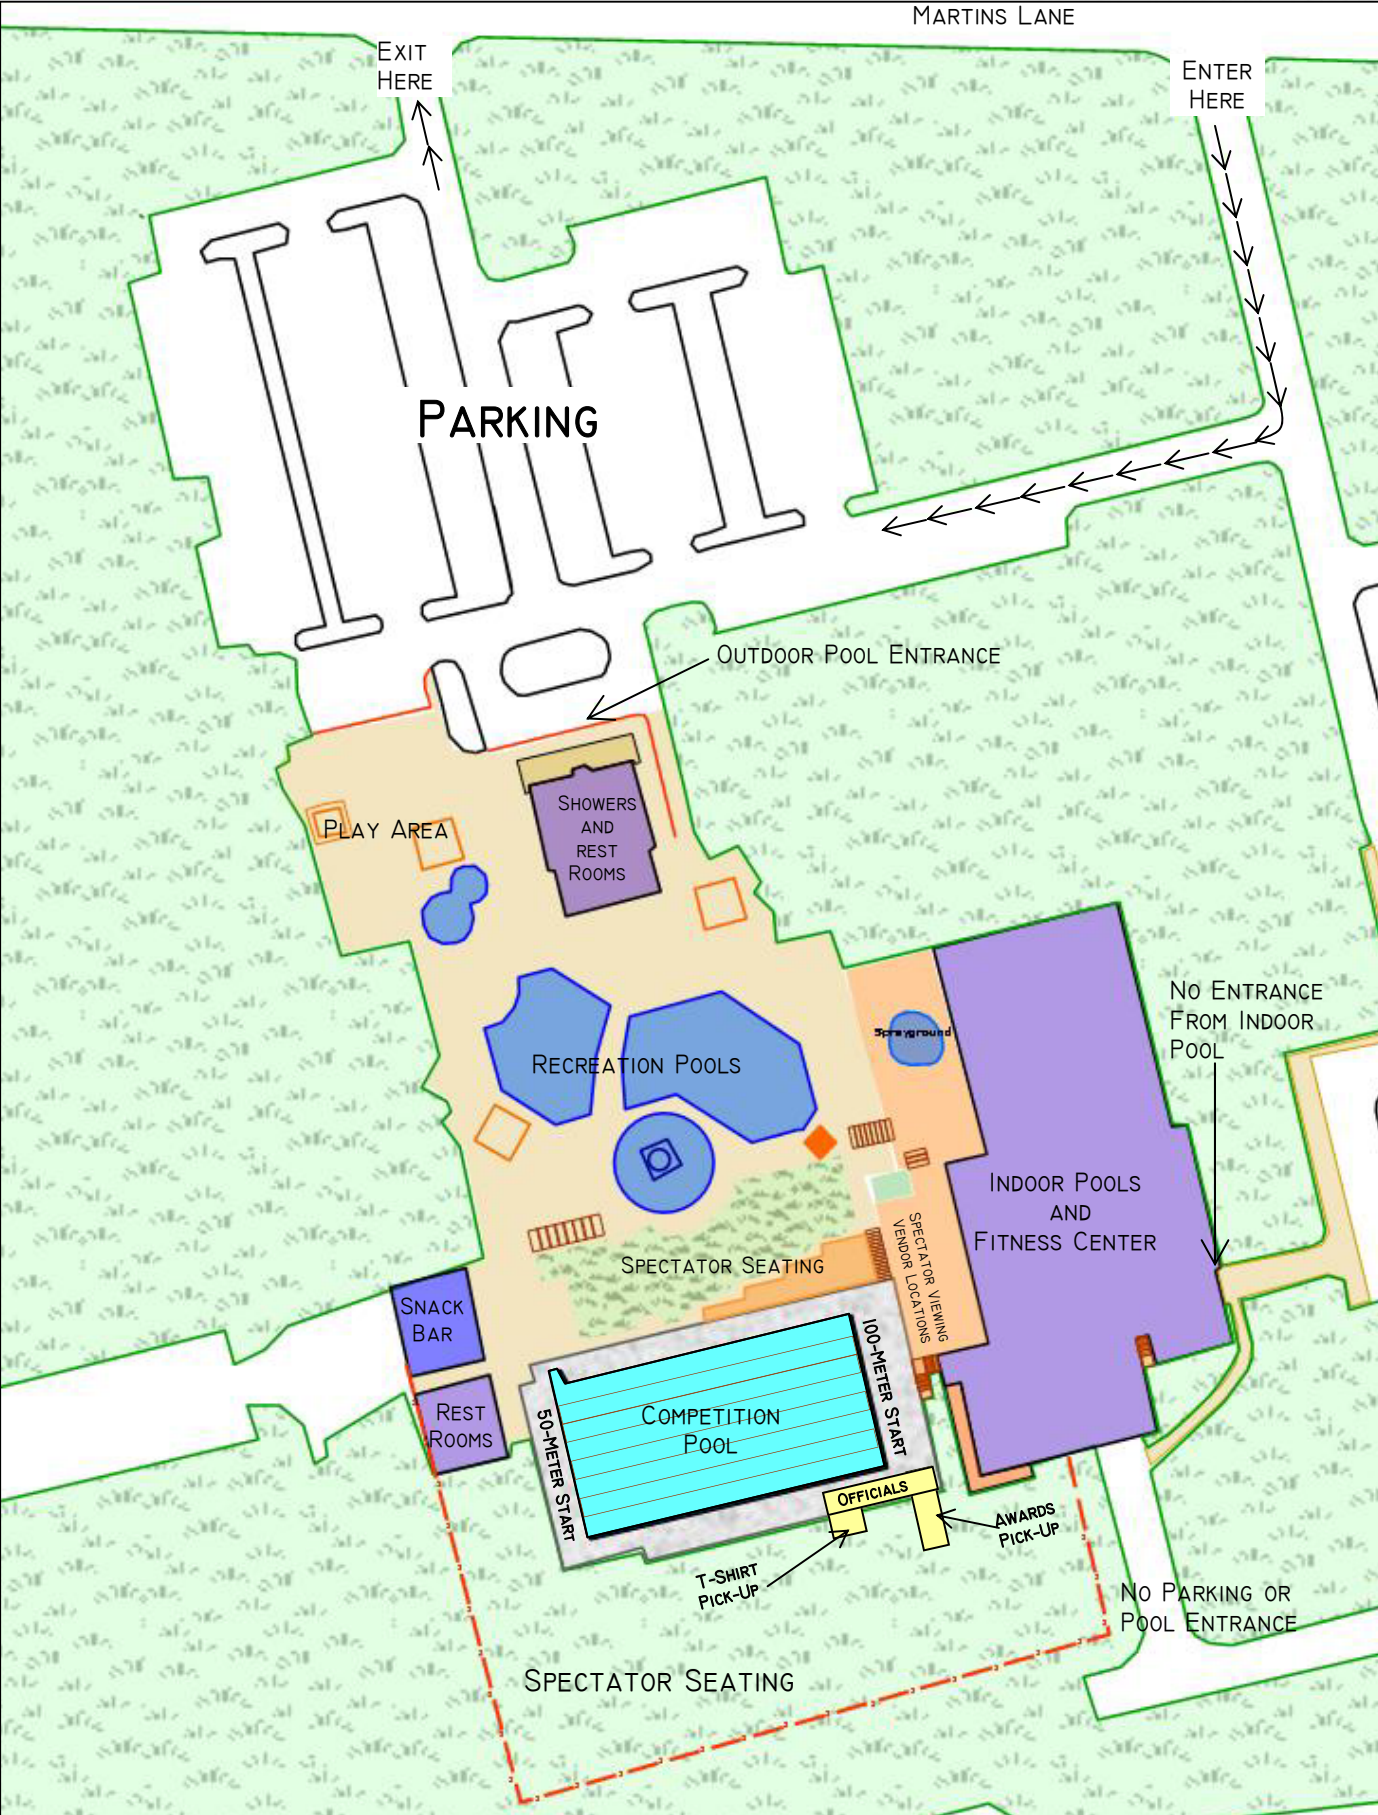 MARTINS LANE
EXIT
HERE
ENTER
HERE
PARKING
OUTDOOR POOL ENTRANCE
SHOWERS
AND
REST
ROOMS
PLAY AREA
NO ENTRANCE
FROM INDOOR
POOL
Sprayground
RECREATION POOLS
INDOOR POOLS
AND
FITNESS CENTER
SPECTATOR VIEWING
VENDOR LOCATIONS
SPECTATOR SEATING
SNACK
BAR
REST
ROOMS
50-METER START
COMPETITION
POOL
100-METER START
OFFICIALS
AWARDS
PICK-UP
T-SHIRT
PICK-UP
NO PARKING OR
POOL ENTRANCE
SPECTATOR SEATING